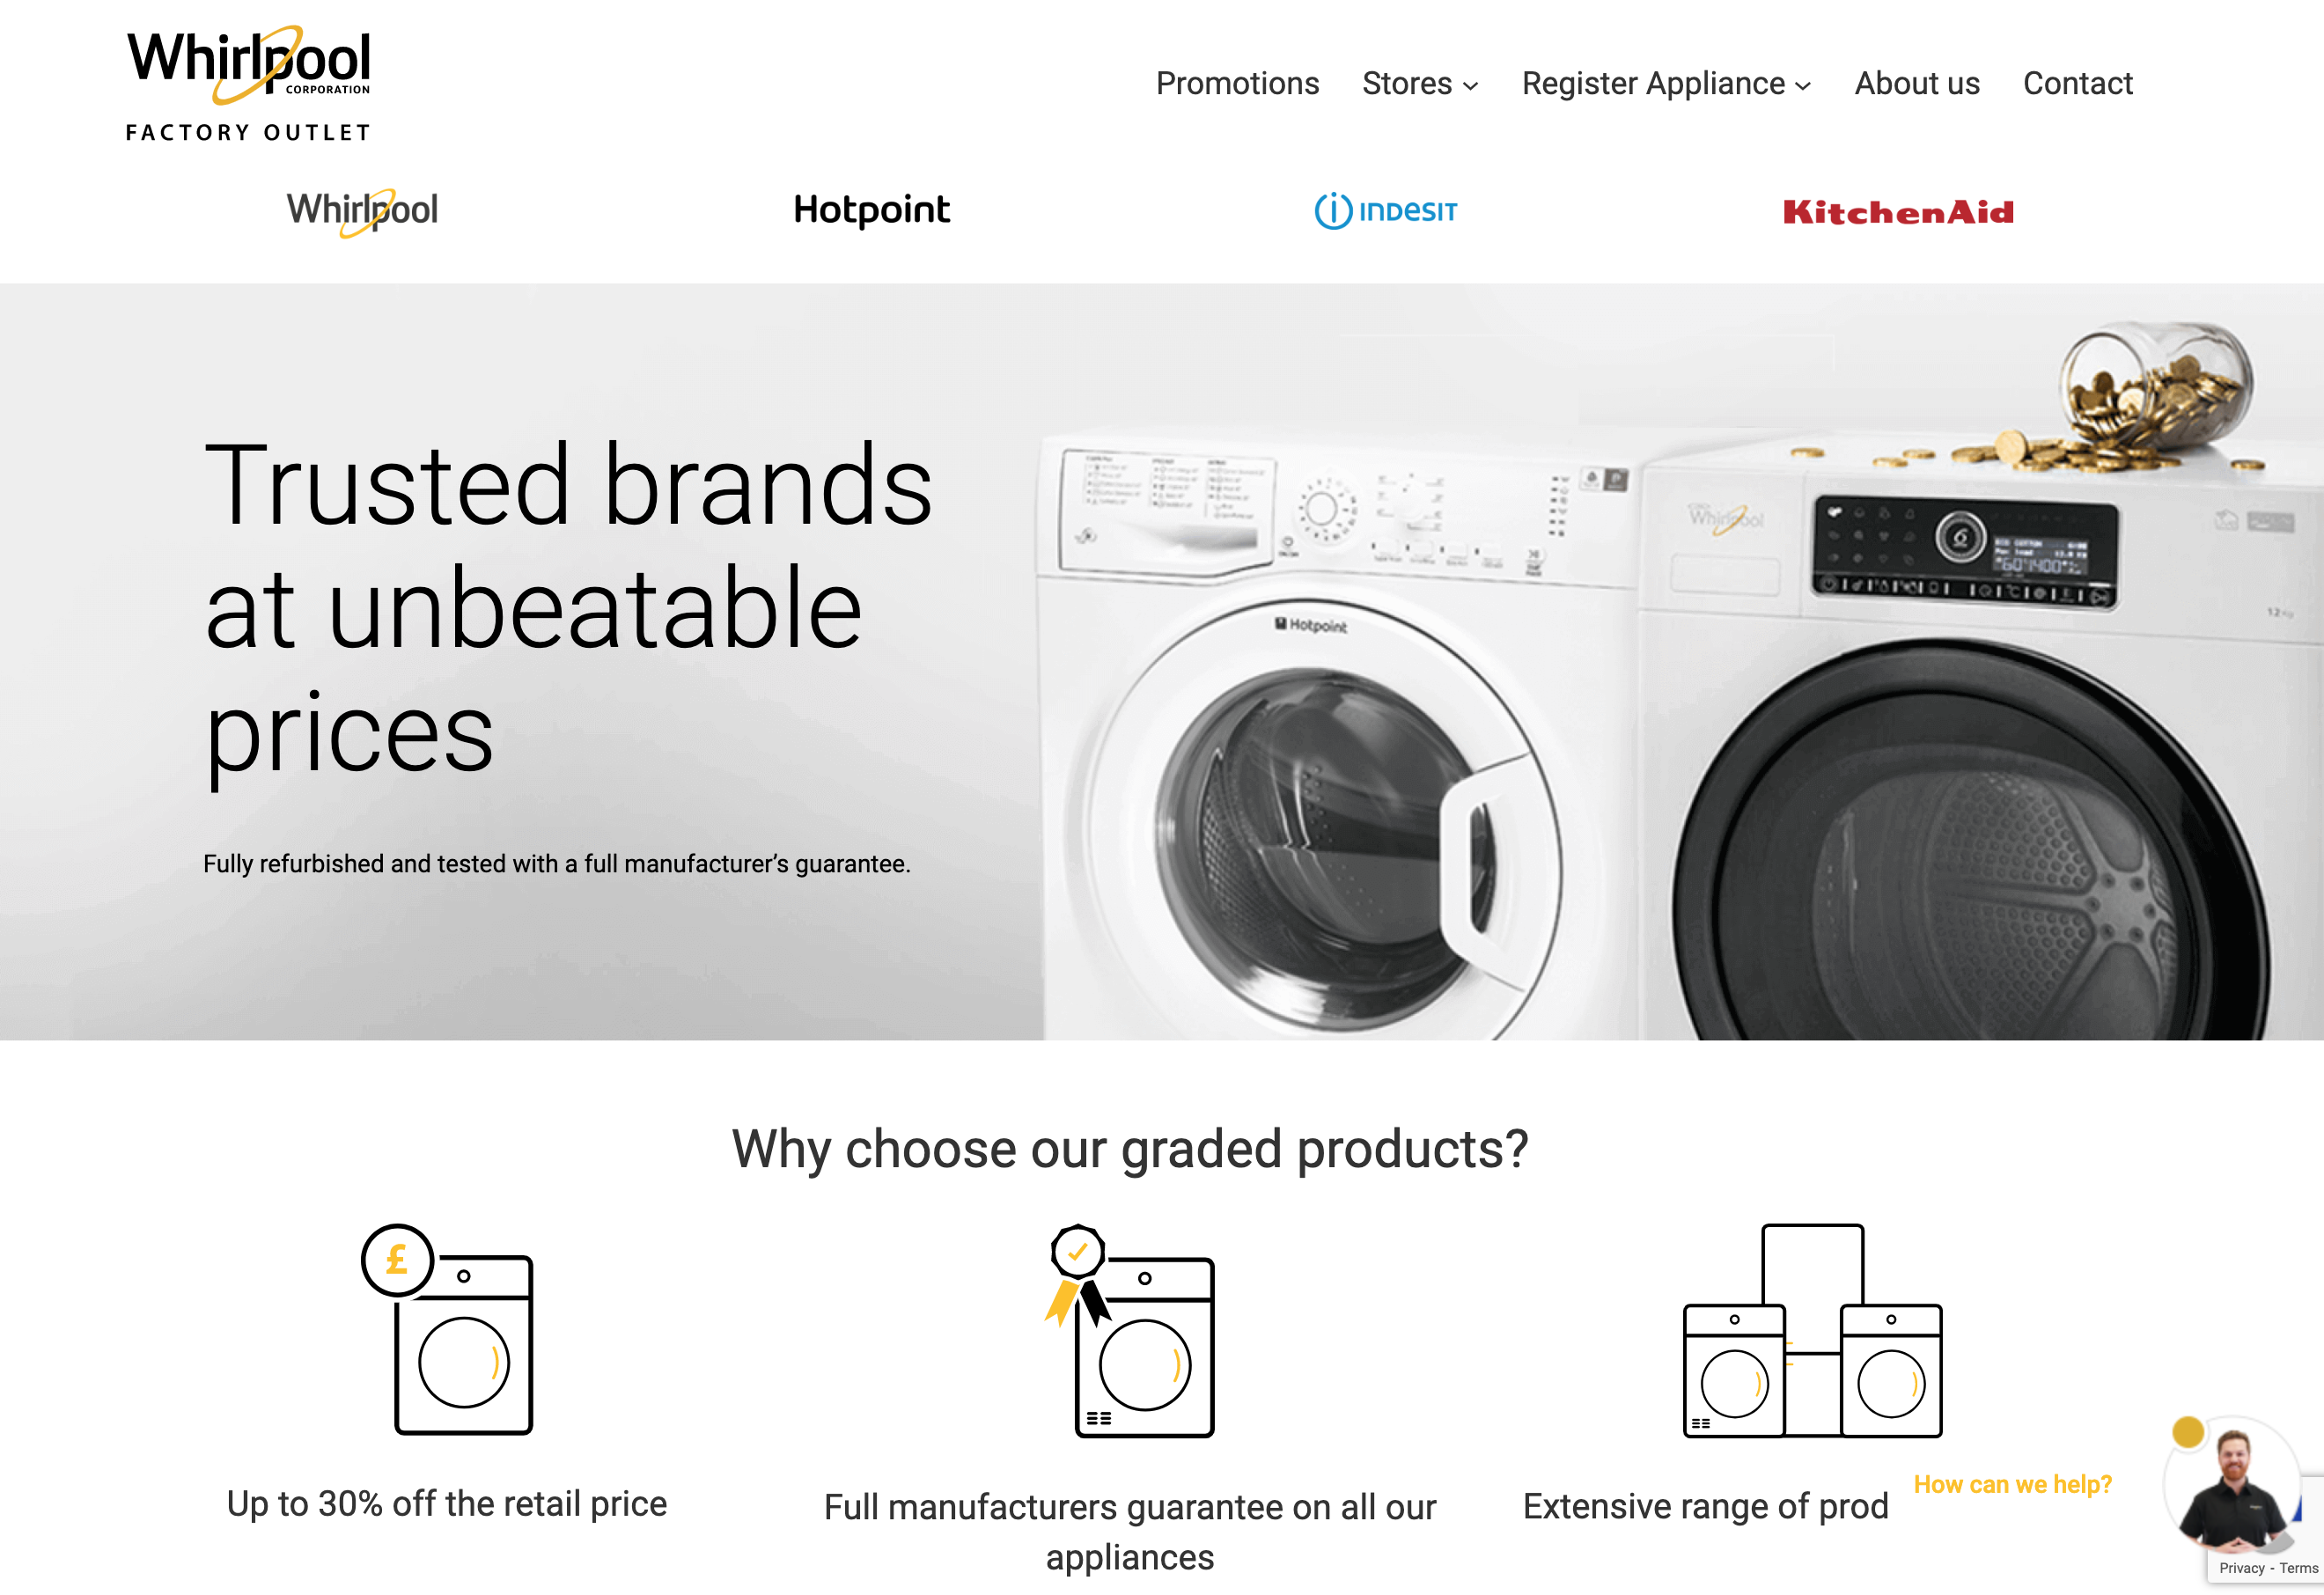 Whirlpool
CORPORATION
FACTORY OUTLET
Promotions Stores Register Appliance About us Contact
Whirlpool Hotpoint INDESIT KitchenAid
Trusted brands
at unbeatable
prices
Fully refurbished and tested with a full manufacturer’s guarantee.
Hotpoint
Whirlpool
6
Why choose our graded products?
£
Up to 30% off the retail price
Full manufacturers guarantee on all our
appliances
Extensive range of prod
How can we help?
Privacy - Terms